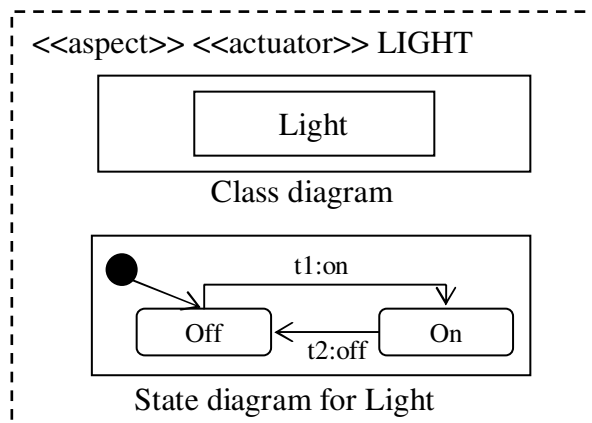 <<aspect>> <<actuator>> LIGHT
Light
Class diagram
t1:on
Off
On
t2:off
State diagram for Light